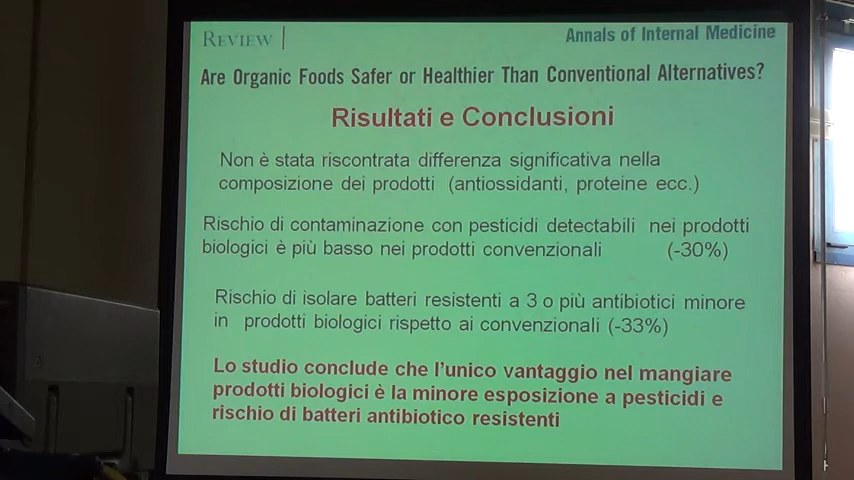 REVIEW
Annals of Internal Medicine
Are Organic Foods Safer or Healthier Than Conventional Alternatives?
Risultati e Conclusioni
Non è stata riscontrata differenza significativa nella
composizione dei prodotti (antiossidanti, proteine ecc.)
Rischio di contaminazione con pesticidi detectabili nei prodotti
biologici è più basso nei prodotti convenzionali (-30%)
Rischio di isolare batteri resistenti a 3 o più antibiotici minore
in prodotti biologici rispetto ai convenzionali (-33%)
Lo studio conclude che l'unico vantaggio nel mangiare
prodotti biologici è la minore esposizione a pesticidi e
rischio di batteri antibiotico resistenti